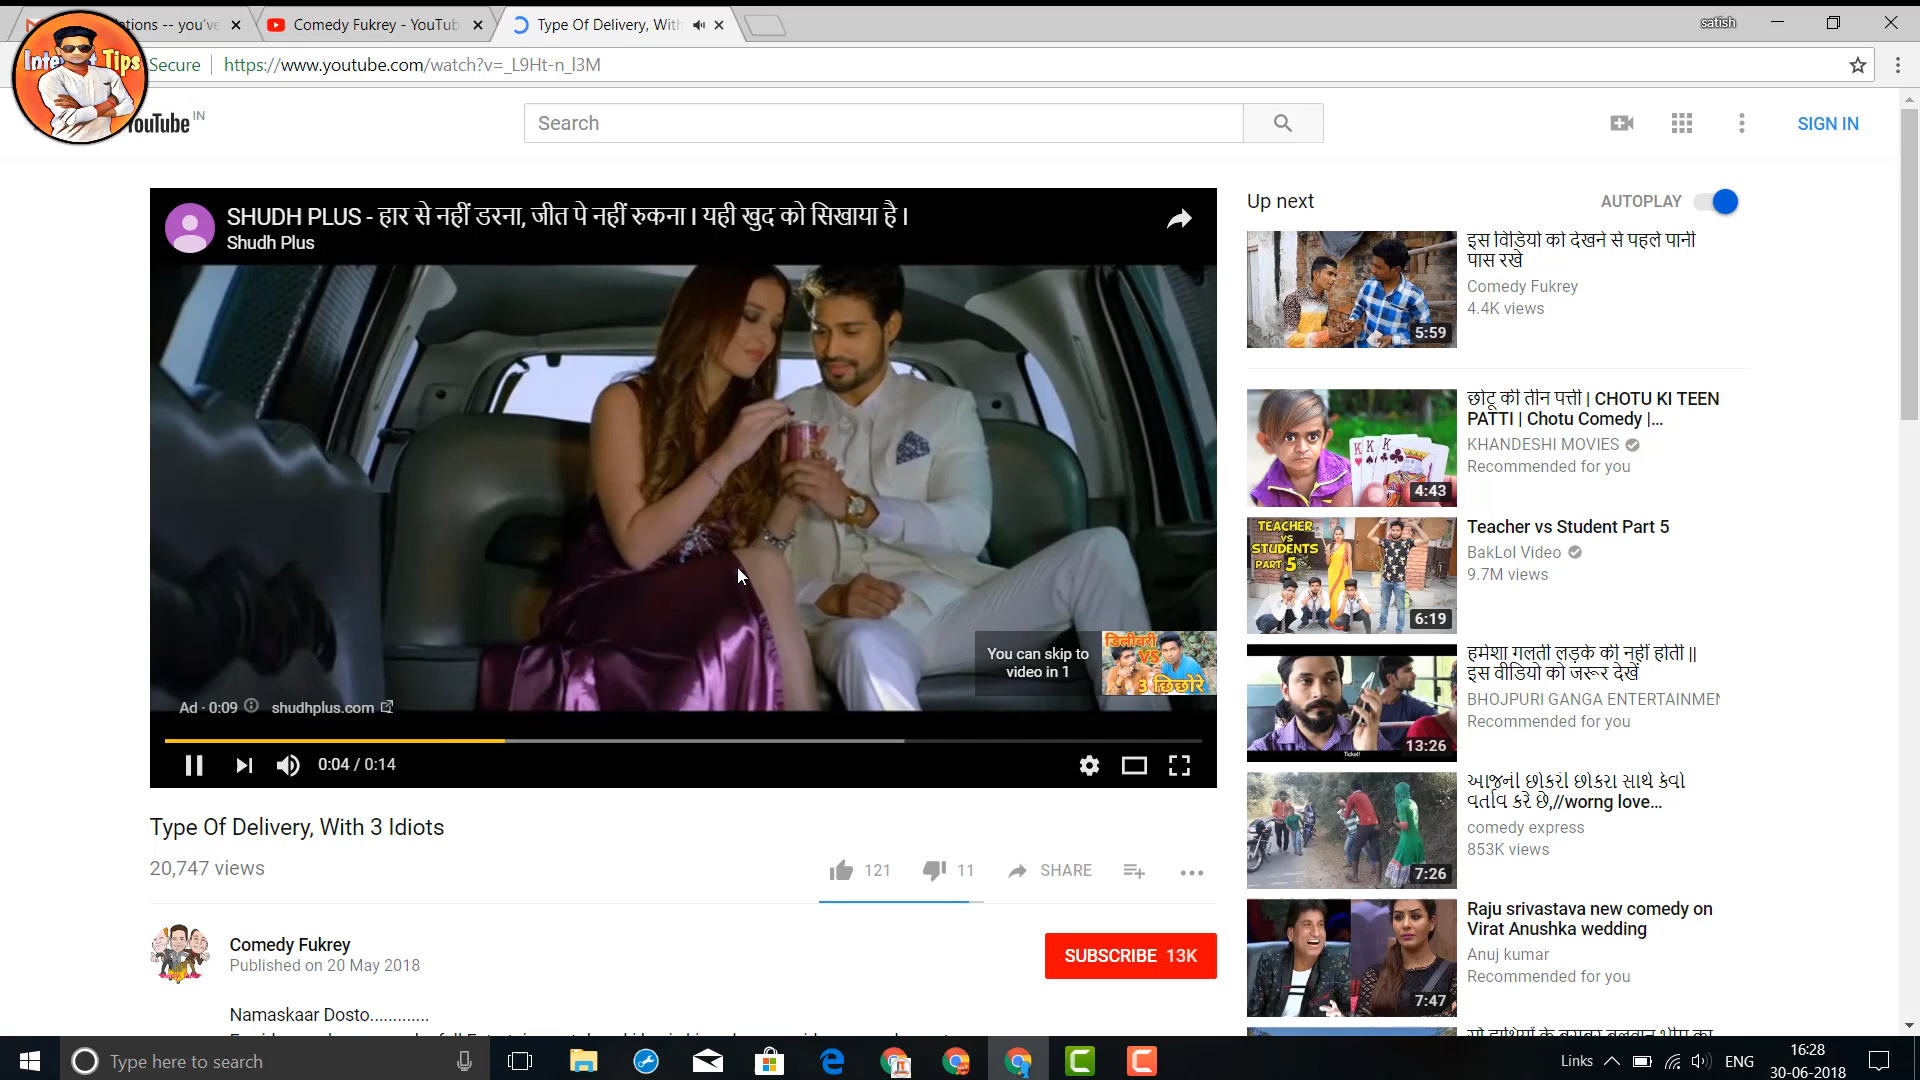 tions -- you've
Comedy Fukrey - YouTub
Type Of Delivery, With
satish
Internet Tips
Secure
https://www.youtube.com/watch?v=_L9Ht-n_l3M
YouTube IN
Search
SIGN IN
SHUDH PLUS - हार से नहीं डरना, जीत पे नहीं रुकना । यही खुद को सिखाया है ।
Shudh Plus
You can skip to
video in 1
डिलीवरी
VS
3 छिछोरे
Ad · 0:09
shudhplus.com
0:04 / 0:14
Type Of Delivery, With 3 Idiots
20,747 views
121
11
SHARE
Comedy Fukrey
Published on 20 May 2018
SUBSCRIBE 13K
Namaskaar Dosto.............
Up next
AUTOPLAY
इस विडियो को देखने से पहले पानी
पास रखे
Comedy Fukrey
4.4K views
5:59
छोटू की तीन पत्ती | CHOTU KI TEEN
PATTI | Chotu Comedy |...
KHANDESHI MOVIES
Recommended for you
K K K
4:43
TEACHER
VS
STUDENTS
PART 5
6:19
Teacher vs Student Part 5
BakLol Video
9.7M views
हमेशा गलती लड़के की नहीं होती ||
इस वीडियो को जरूर देखें
BHOJPURI GANGA ENTERTAINMEN
Recommended for you
Ticket!
13:26
આજની છોકરી છોકરા સાથે કેવો
વર્તાવ કરે છે,//worng love...
comedy express
853K views
7:26
Raju srivastava new comedy on
Virat Anushka wedding
Anuj kumar
Recommended for you
7:47
Type here to search
Links
ENG
16:28
30-06-2018